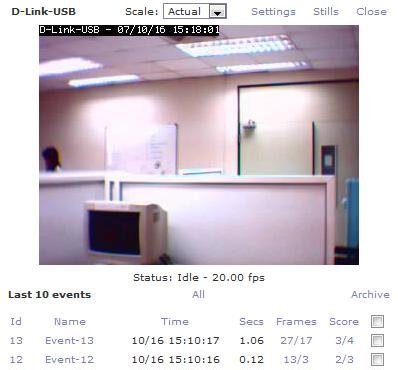 D-Link-USB Scale: Actual Settings Stills Close
D-Link-USB - 07/10/16 15:18:01
Status: Idle - 20.00 fps
Last 10 events All Archive
Id Name Time Secs Frames Score
13 Event-13 10/16 15:10:17 1.06 27/17 3/4
12 Event-12 10/16 15:10:16 0.12 13/3 2/3